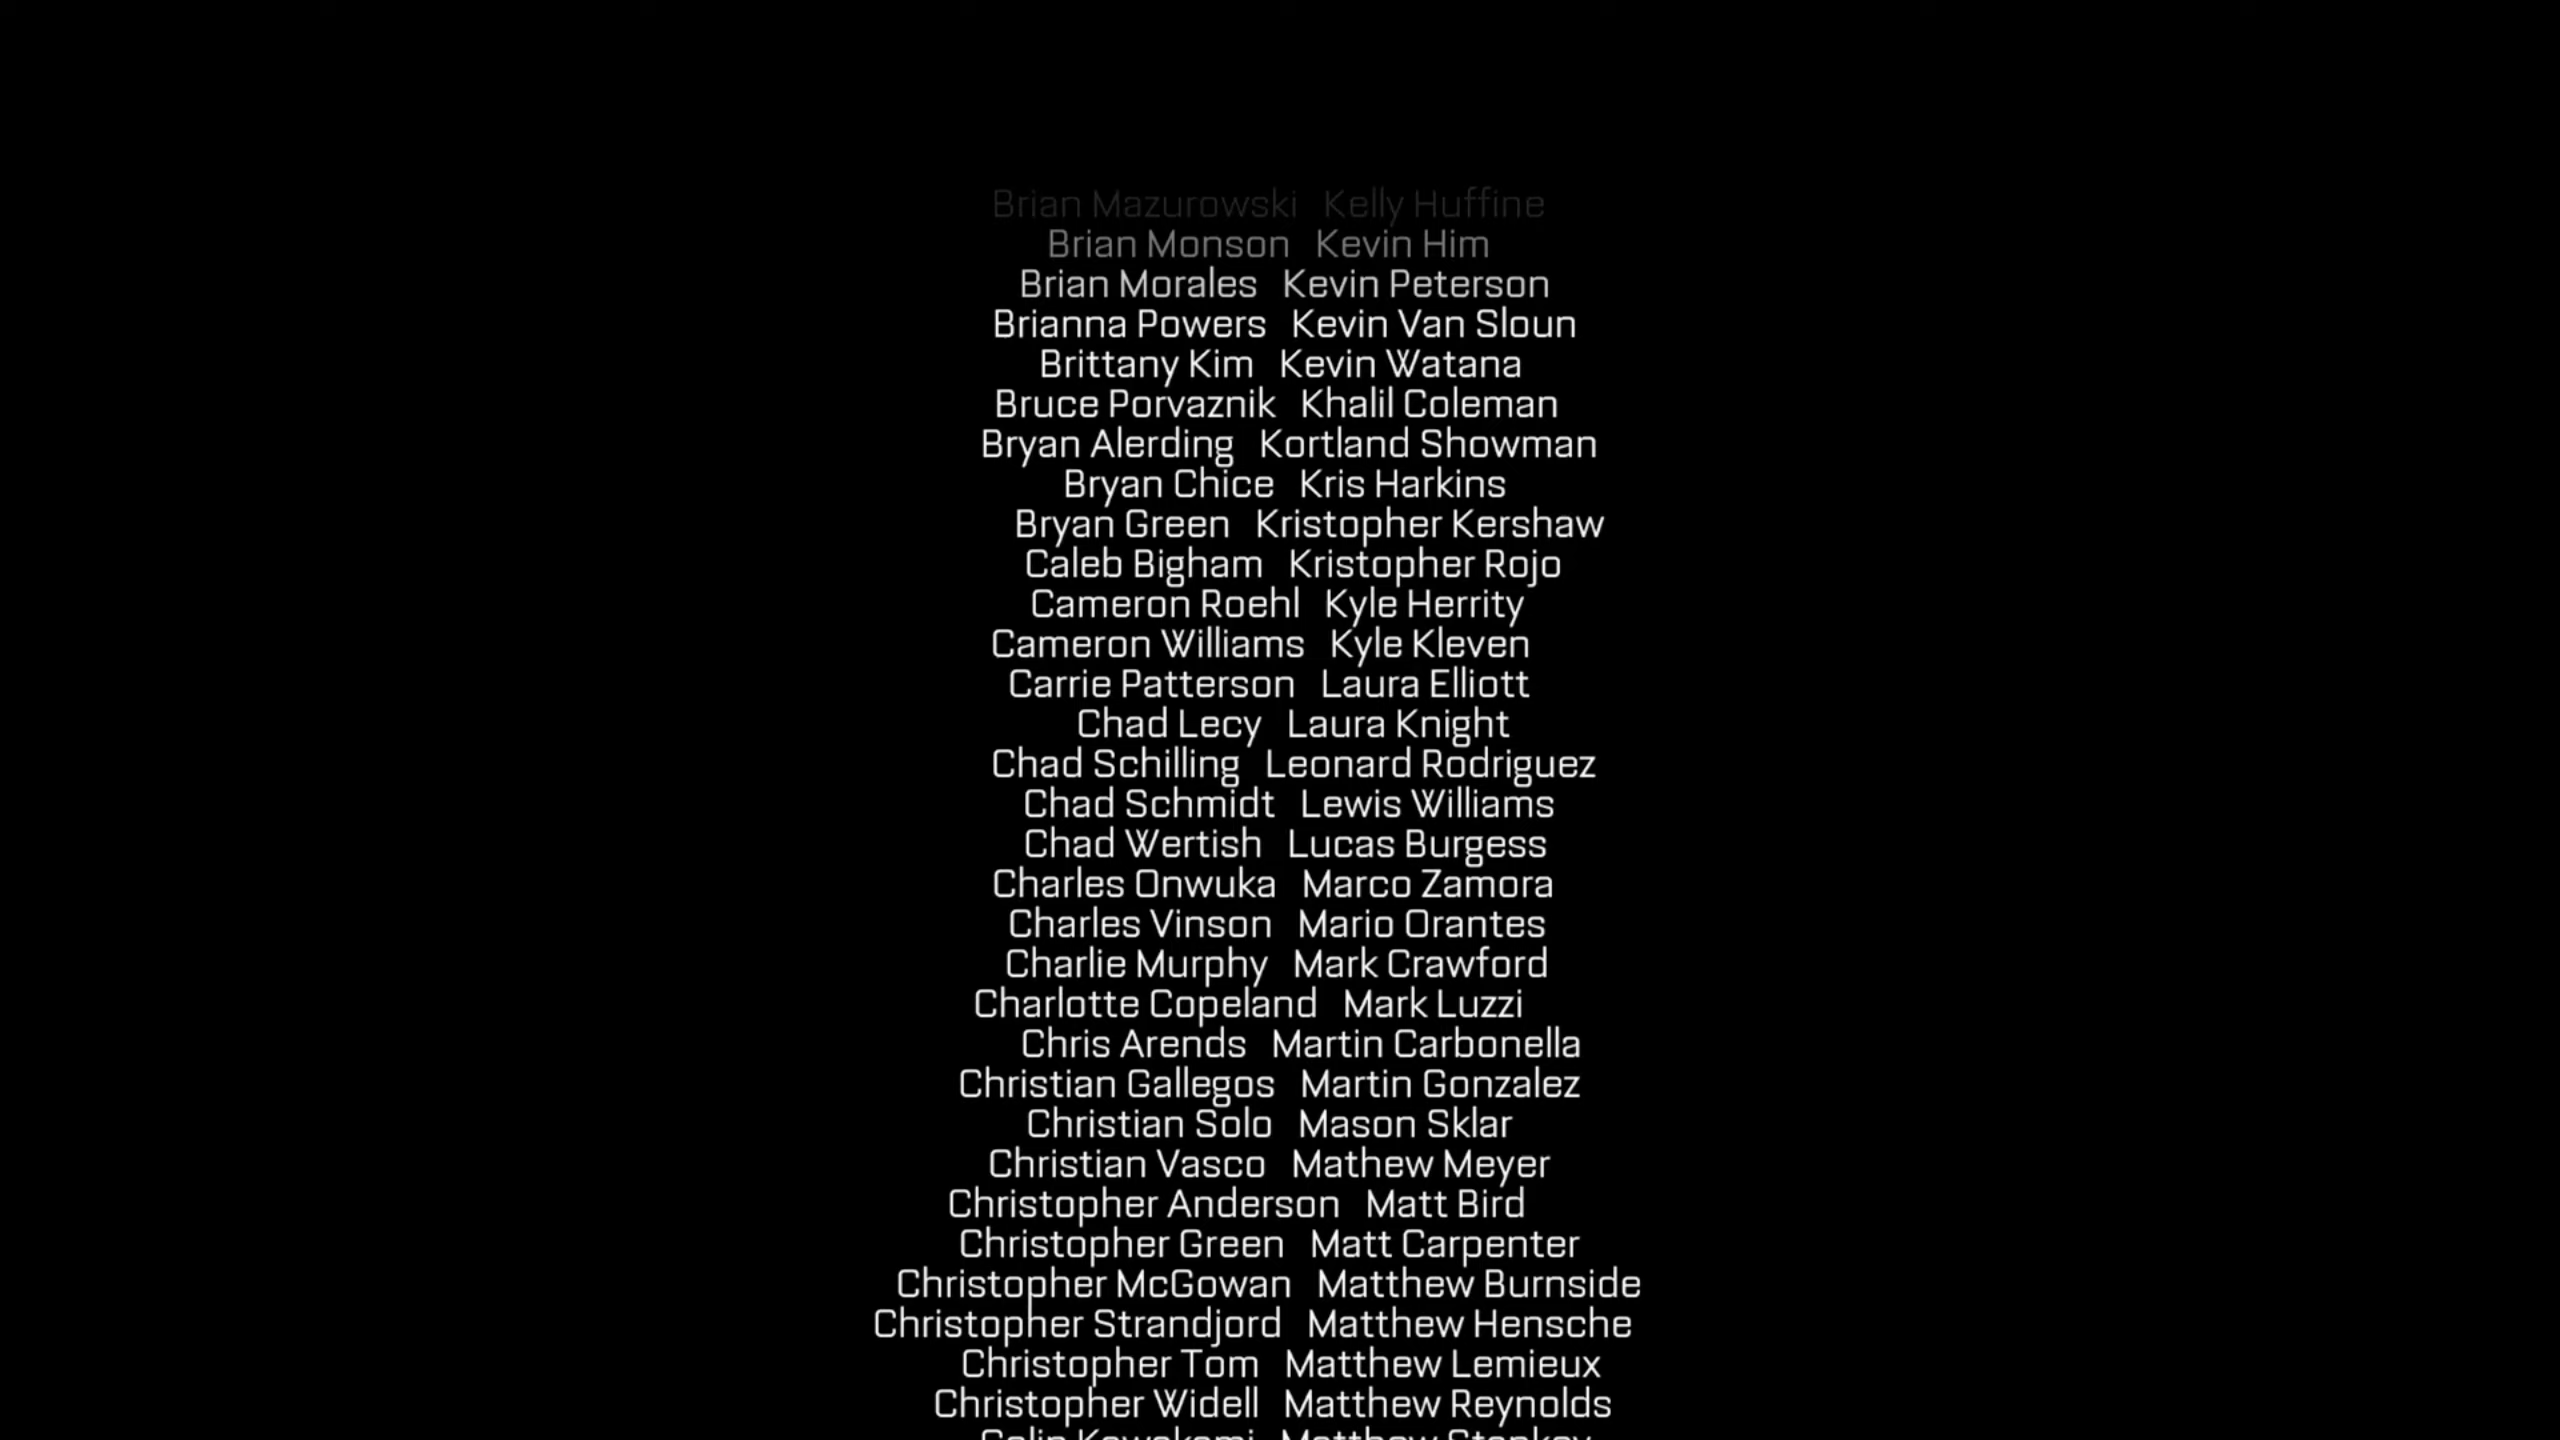 Brian Mazurowski Kelly Huffine
Brian Monson Kevin Him
Brian Morales Kevin Peterson
Brianna Powers Kevin Van Sloun
Brittany Kim Kevin Watana
Bruce Porvaznik Khalil Coleman
Bryan Alerding Kortland Showman
Bryan Chice Kris Harkins
Bryan Green Kristopher Kershaw
Caleb Bigham Kristopher Rojo
Cameron Roehl Kyle Herrity
Cameron Williams Kyle Kleven
Carrie Patterson Laura Elliott
Chad Lecy Laura Knight
Chad Schilling Leonard Rodriguez
Chad Schmidt Lewis Williams
Chad Wertish Lucas Burgess
Charles Onwuka Marco Zamora
Charles Vinson Mario Orantes
Charlie Murphy Mark Crawford
Charlotte Copeland Mark Luzzi
Chris Arends Martin Carbonella
Christian Gallegos Martin Gonzalez
Christian Solo Mason Sklar
Christian Vasco Mathew Meyer
Christopher Anderson Matt Bird
Christopher Green Matt Carpenter
Christopher McGowan Matthew Burnside
Christopher Strandjord Matthew Hensche
Christopher Tom Matthew Lemieux
Christopher Widell Matthew Reynolds
Matthew